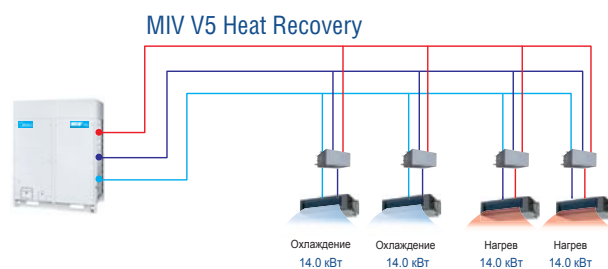 MIV V5 Heat Recovery
Охлаждение
14.0 кВт
Охлаждение
14.0 кВт
Нагрев
14.0 кВт
Нагрев
14.0 кВт